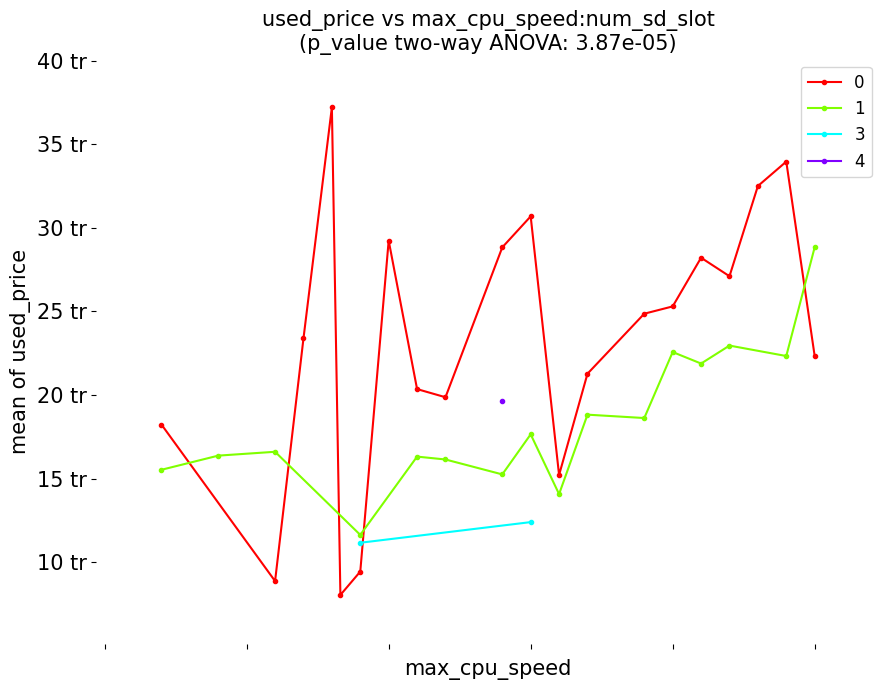 used_price vs max_cpu_speed:num_sd_slot
(p_value two-way ANOVA: 3.87e-05)
40 tr
35 tr
30 tr
25 tr
20 tr
15 tr
10 tr
mean of used_price
max_cpu_speed
0
1
3
4